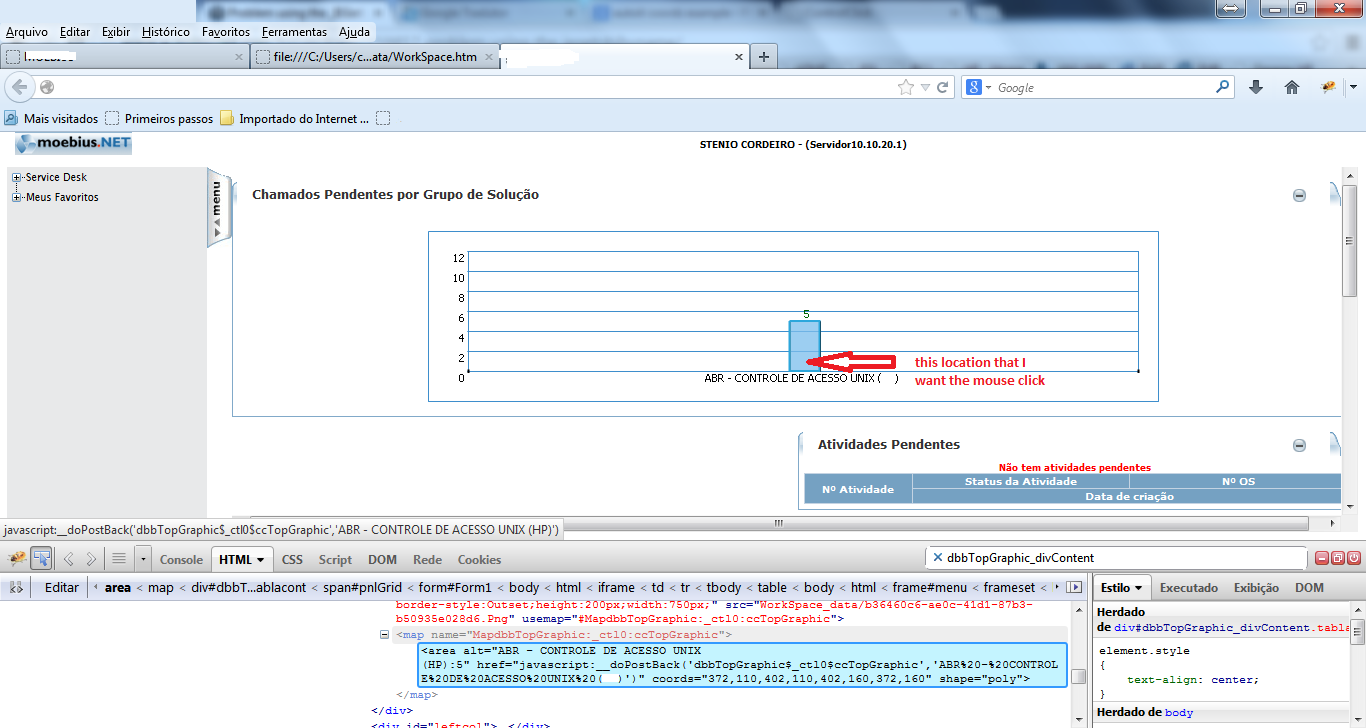 Arquivo Editar Exibir Histórico Favoritos Ferramentas Ajuda
file:///C:/Users/c...ata/WorkSpace.htm
Google
Mais visitados Primeiros passos Importado do Internet ...
moebius.NET STENIO CORDEIRO - (Servidor10.10.20.1)
Service Desk
Meus Favoritos
menu
Chamados Pendentes por Grupo de Solução
12
10
8
6
4
2
0
5
ABR - CONTROLE DE ACESSO UNIX ( )
this location that I
want the mouse click
Atividades Pendentes
Não tem atividades pendentes
Nº Atividade Status da Atividade Nº OS
Data de criação
javascript:__doPostBack('dbbTopGraphic$_ctl0$ccTopGraphic','ABR - CONTROLE DE ACESSO UNIX (HP)')
Console HTML CSS Script DOM Rede Cookies dbbTopGraphic_divContent
Editar area < map < div#dbbT...ablacont < span#pnlGrid < form#Form1 < body < html < iframe < td < tr < tbody < table < body < html < frame#menu < frameset <
Estilo Executado Exibição DOM
border-style:Outset;height:200px;width:750px;" src="WorkSpace_data/b36460c6-ae0c-41d1-87b3-
b50935e028d6.Png" usemap="#MapdbbTopGraphic:_ctl0:ccTopGraphic">
<map name="MapdbbTopGraphic:_ctl0:ccTopGraphic">
<area alt="ABR - CONTROLE DE ACESSO UNIX
(HP):5" href="javascript:__doPostBack('dbbTopGraphic$_ctl0$ccTopGraphic','ABR%20-%20CONTROL
E%20DE%20ACESSO%20UNIX%20( )')" coords="372,110,402,110,402,160,372,160" shape="poly">
</map>
</div>
<div id="leftcol"> </div>
Herdado
de div#dbbTopGraphic_divContent.tabla
element.style
{
text-align: center;
}
Herdado de body